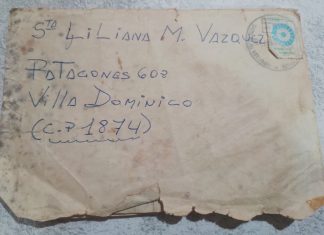 Sta Liliana M. Vazquez
Patagones 608
Villa Dominico
(C.P 1874)